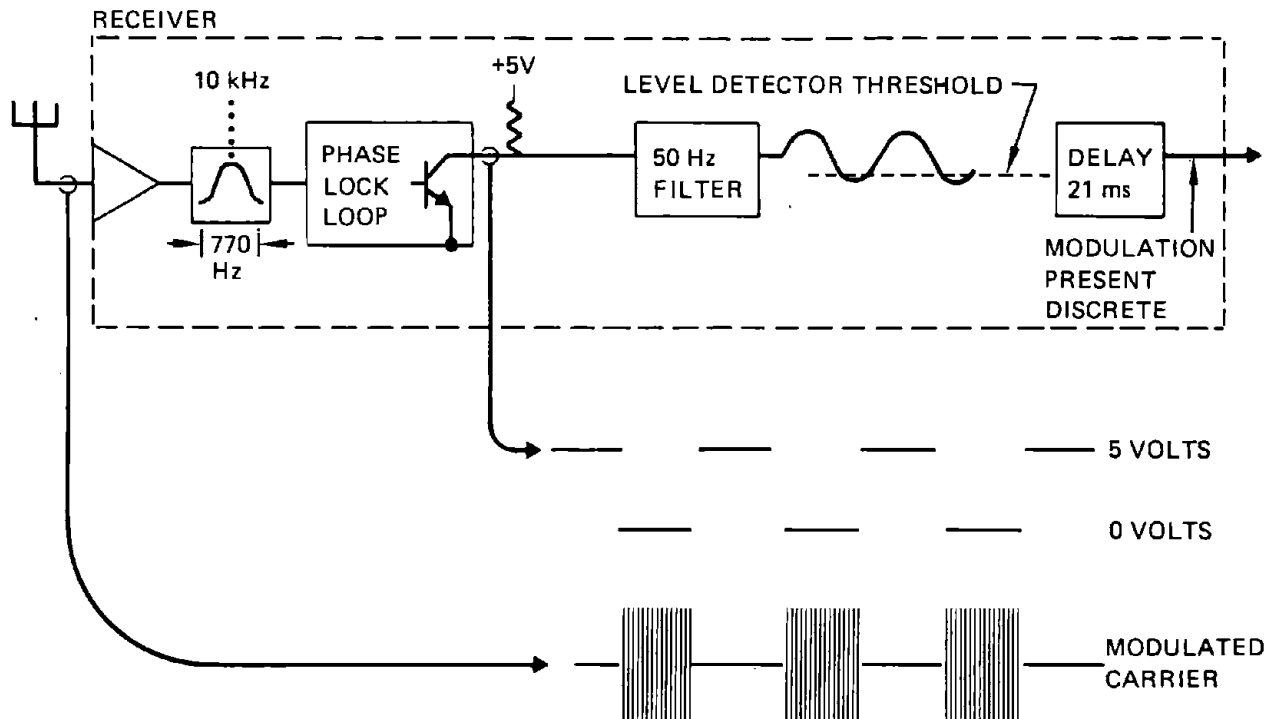 RECEIVER
10 kHz
+5V
LEVEL DETECTOR THRESHOLD
PHASE
LOCK
LOOP
50 Hz
FILTER
DELAY
21 ms
770
Hz
MODULATION
PRESENT
DISCRETE
5 VOLTS
0 VOLTS
MODULATED
CARRIER